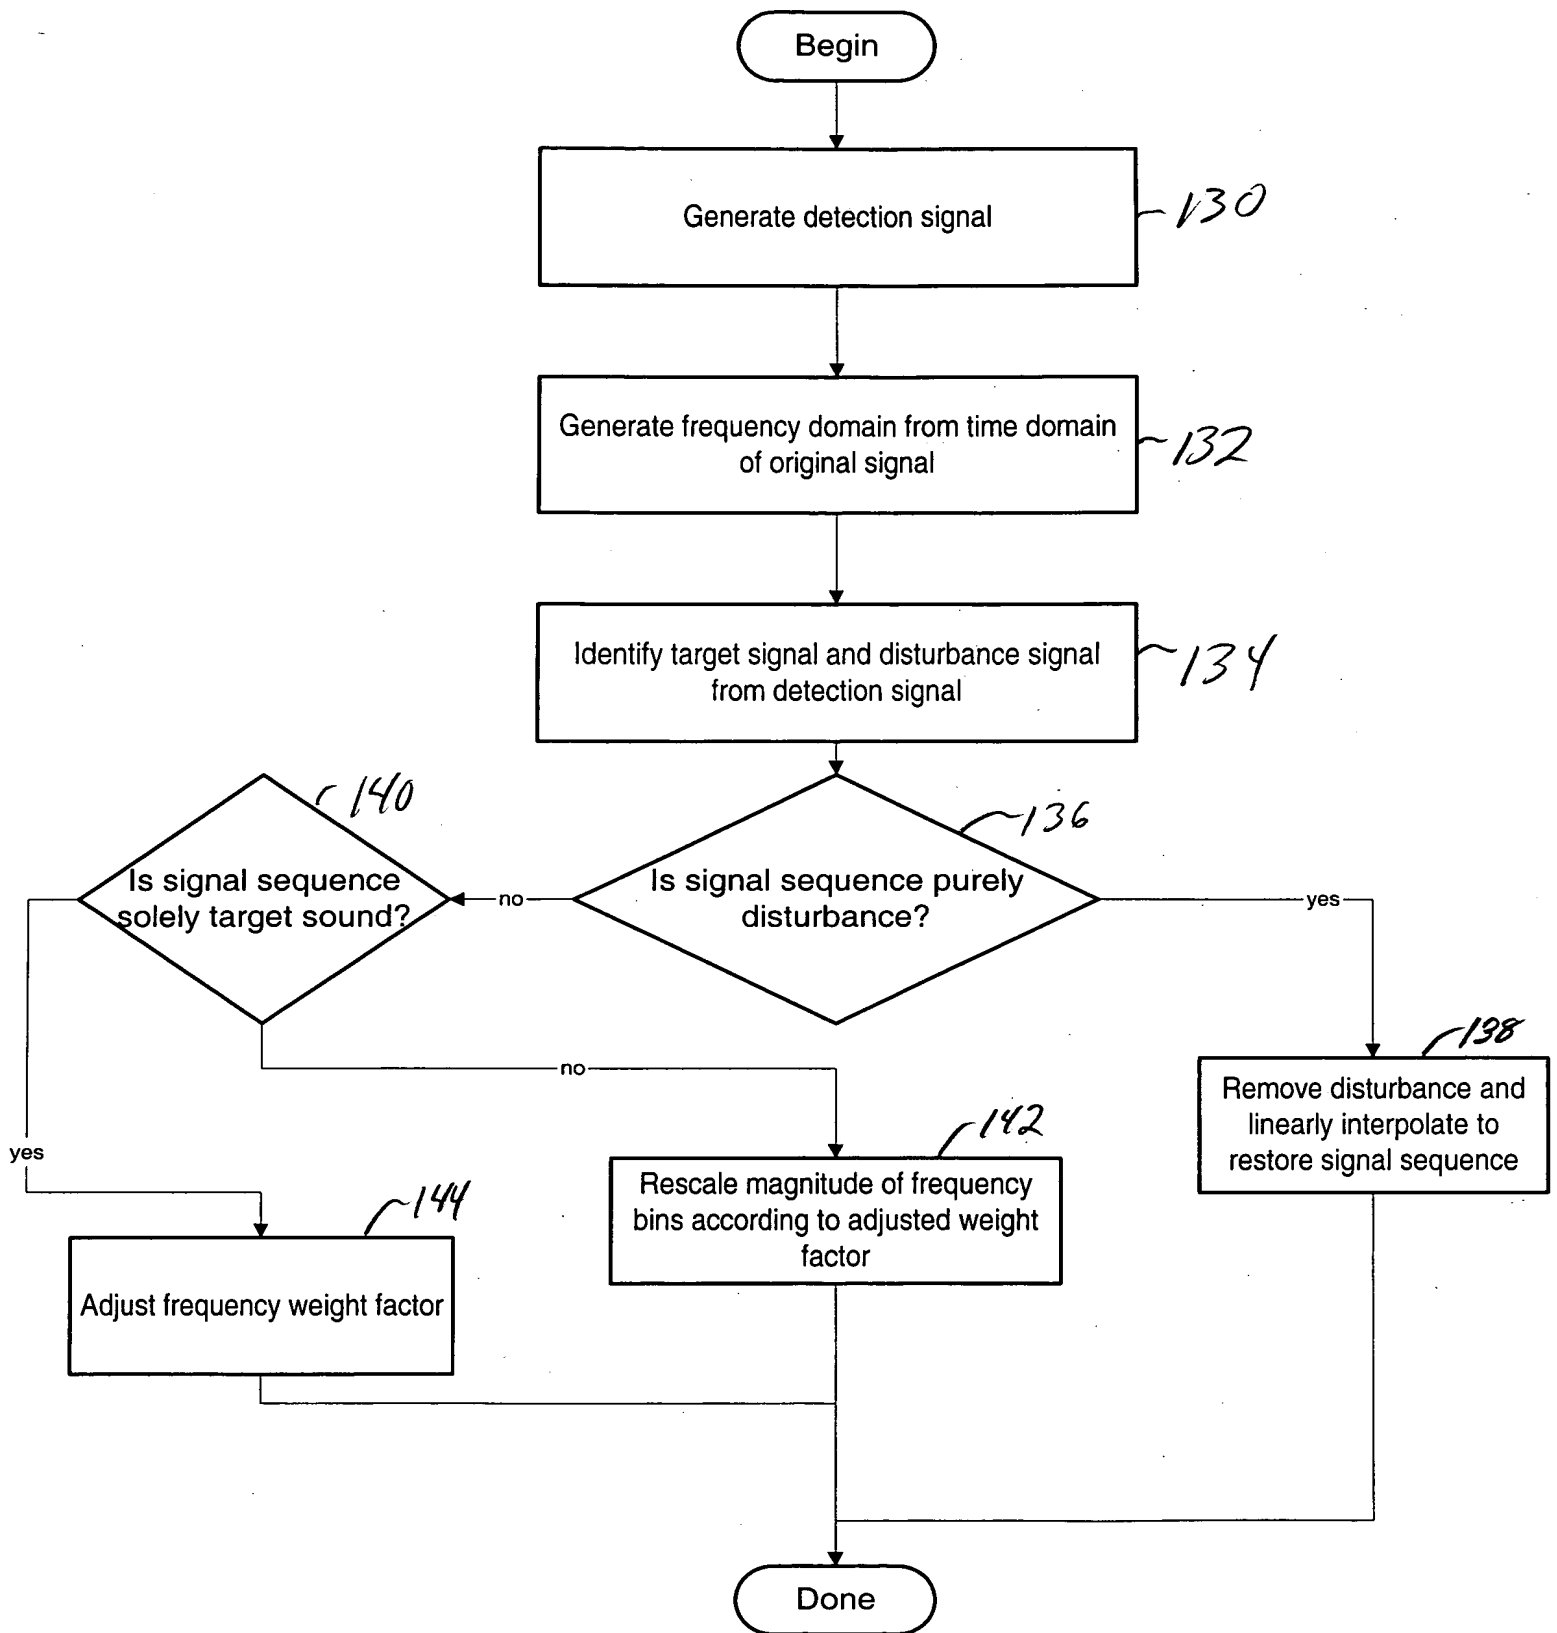 Begin
Generate detection signal
130
Generate frequency domain from time domain
of original signal
132
Identify target signal and disturbance signal
from detection signal
134
140
136
Is signal sequence
solely target sound?
no
Is signal sequence purely
disturbance?
yes
138
Remove disturbance and
linearly interpolate to
restore signal sequence
no
yes
142
Rescale magnitude of frequency
bins according to adjusted weight
factor
144
Adjust frequency weight factor
Done